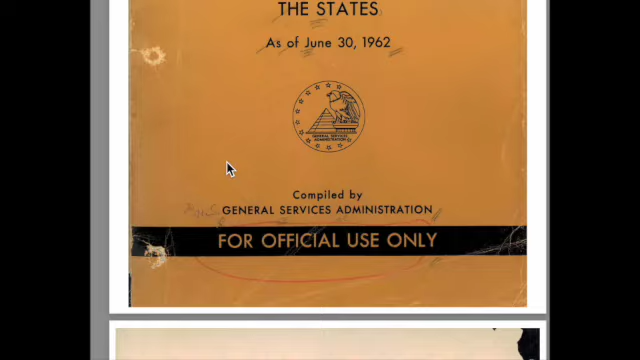 THE STATES
As of June 30, 1962
Compiled by
GENERAL SERVICES ADMINISTRATION
FOR OFFICIAL USE ONLY